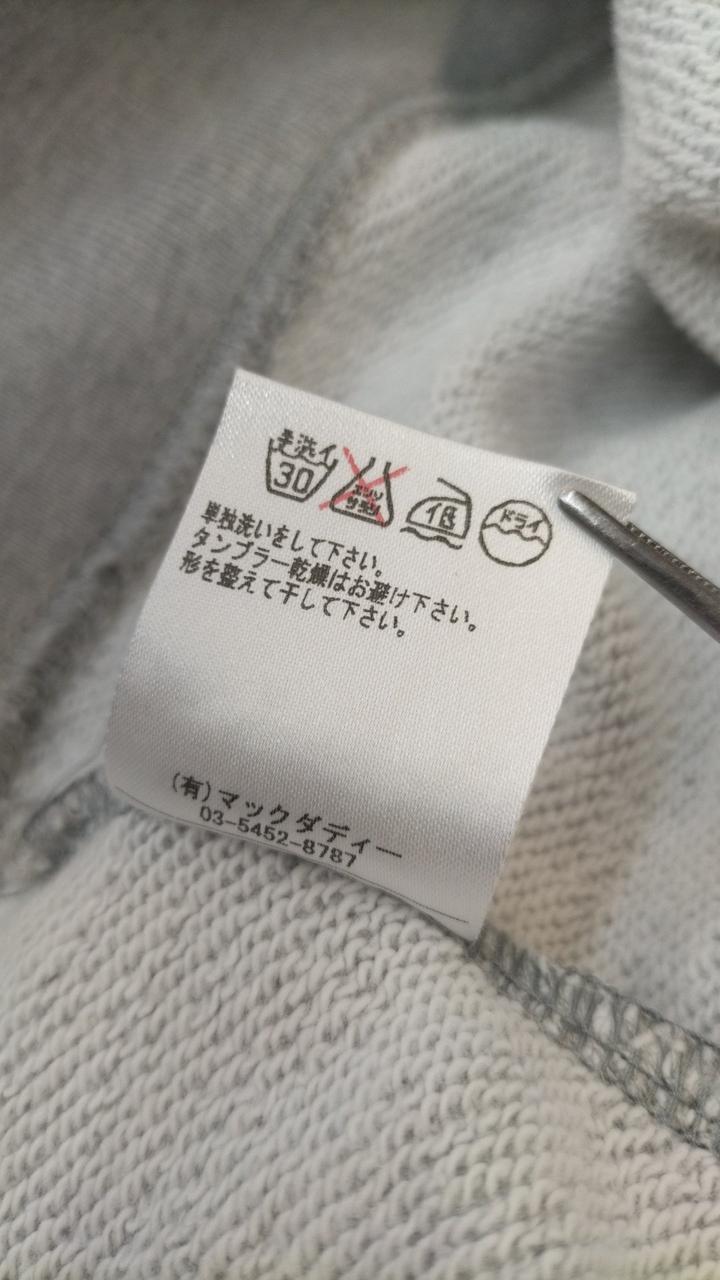 手洗イ
30
エンソ
サラシ
低
ドライ
単独洗いをして下さい。
タンブラー乾燥はお避け下さい。
形を整えて干して下さい。
(有)マックダディー
03-5452-8787